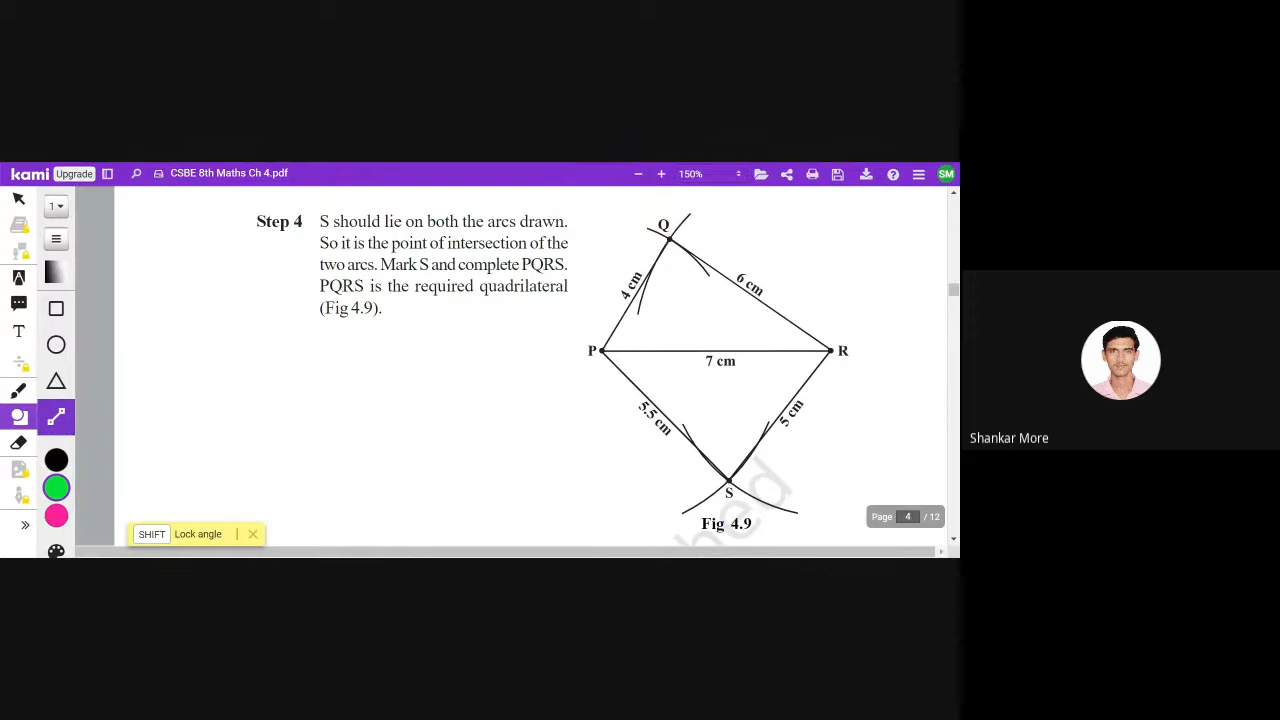 kami Upgrade CSBE 8th Maths Ch 4.pdf 150% SM
1
T
Step 4 S should lie on both the arcs drawn.
So it is the point of intersection of the
two arcs. Mark S and complete PQRS.
PQRS is the required quadrilateral
(Fig 4.9).
Q
4 cm
6 cm
P
R
7 cm
5.5 cm
5 cm
S
Fig 4.9
hed
Page 4 / 12
SHIFT Lock angle
Shankar More